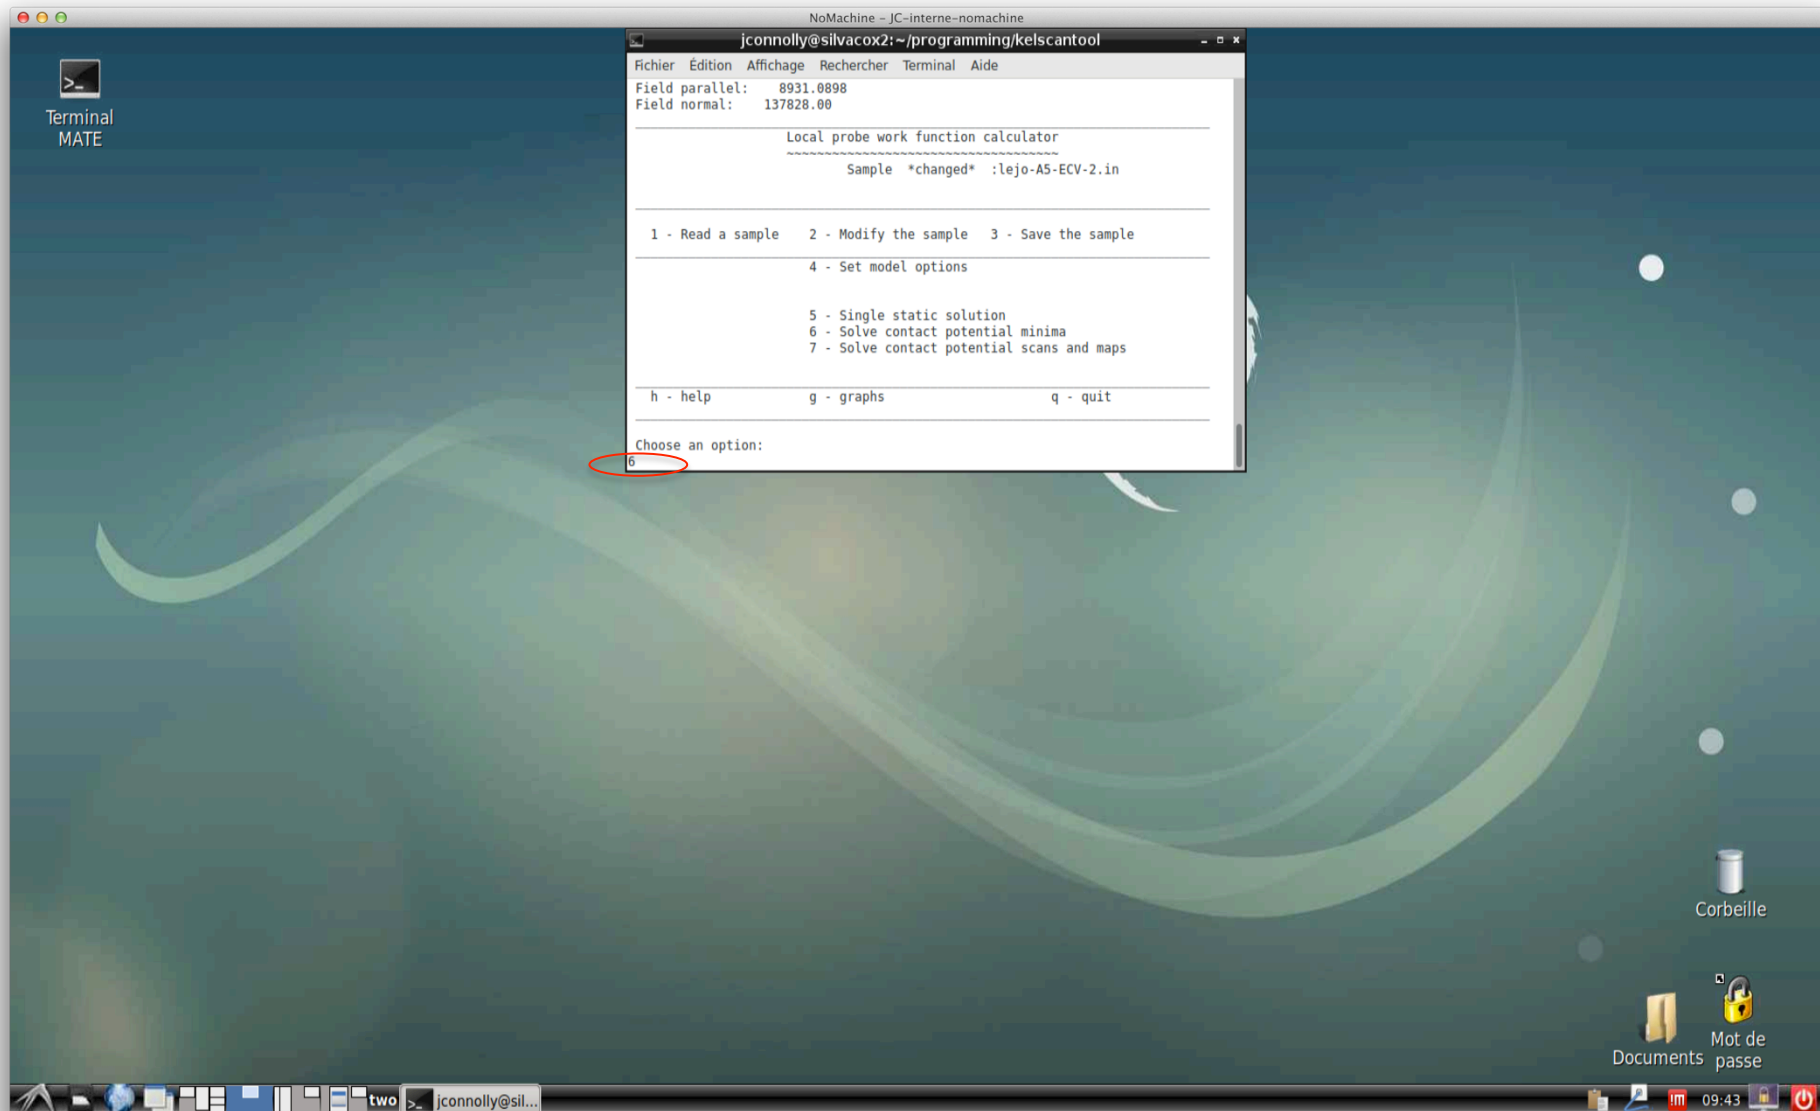 NoMachine - JC-interne-nomachine
jconnolly@silvacox2:~/programming/kelscantool
Fichier Édition Affichage Rechercher Terminal Aide
Field parallel: 8931.0898
Field normal: 137828.00
Local probe work function calculator
~~~~~~~~~~~~~~~~~~~~~~~~~~~~~~~~~~~~
Sample *changed* :lejo-A5-ECV-2.in
1 - Read a sample 2 - Modify the sample 3 - Save the sample
4 - Set model options
5 - Single static solution
6 - Solve contact potential minima
7 - Solve contact potential scans and maps
h - help g - graphs q - quit
Choose an option:
6
Terminal
MATE
Corbeille
Documents
Mot de
passe
two
jconnolly@sil...
!M
09:43